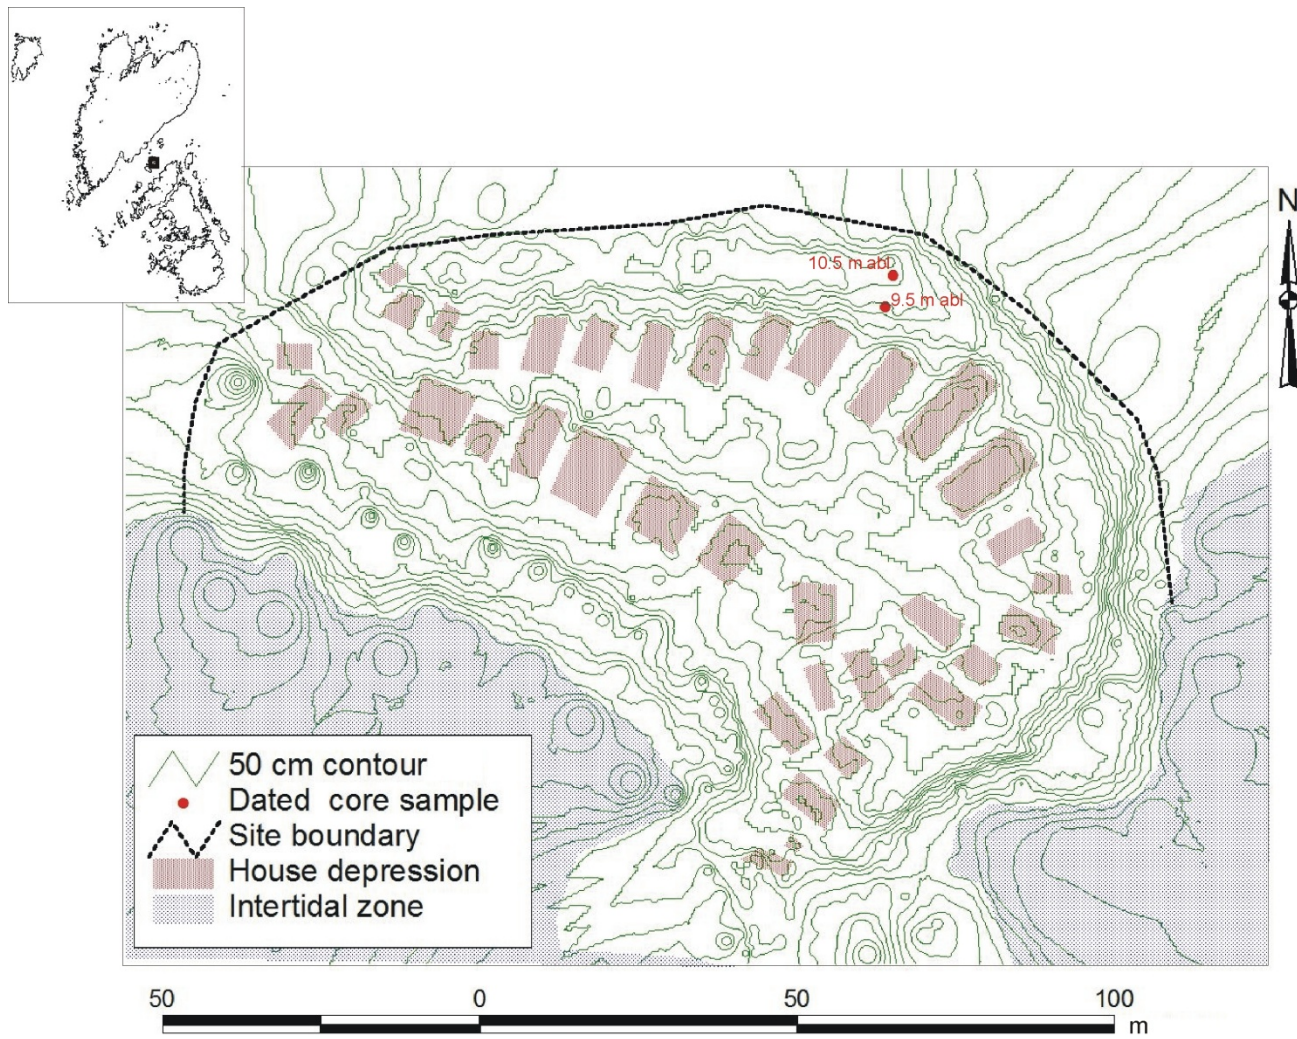 N
10.5 m abl
9.5 m abl
50 cm contour
Dated core sample
Site boundary
House depression
Intertidal zone
50 0 50 100
m